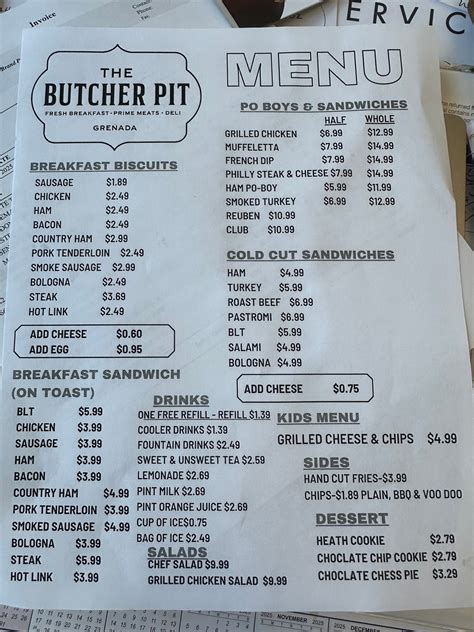 Invoice
Contact:
Phone:
Fax:
ERVIC
THE
BUTCHER PIT
FRESH BREAKFAST • PRIME MEATS • DELI
GRENADA
MENU
BREAKFAST BISCUITS
SAUSAGE $1.89
CHICKEN $2.49
HAM $2.49
BACON $2.49
COUNTRY HAM $2.99
PORK TENDERLOIN $2.49
SMOKE SAUSAGE $2.99
BOLOGNA $2.49
STEAK $3.69
HOT LINK $2.49
ADD CHEESE $0.60
ADD EGG $0.95
BREAKFAST SANDWICH
(ON TOAST)
BLT $5.99
CHICKEN $3.99
SAUSAGE $3.99
HAM $3.99
BACON $3.99
COUNTRY HAM $4.99
PORK TENDERLOIN $3.99
SMOKED SAUSAGE $4.99
BOLOGNA $3.99
STEAK $5.99
HOT LINK $3.99
PO BOYS & SANDWICHES
HALF WHOLE
GRILLED CHICKEN $6.99 $12.99
MUFFELETTA $7.99 $14.99
FRENCH DIP $7.99 $14.99
PHILLY STEAK & CHEESE $7.99 $14.99
HAM PO-BOY $5.99 $11.99
SMOKED TURKEY $6.99 $12.99
REUBEN $10.99
CLUB $10.99
COLD CUT SANDWICHES
HAM $4.99
TURKEY $5.99
ROAST BEEF $6.99
PASTROMI $6.99
BLT $5.99
SALAMI $4.99
BOLOGNA $4.99
ADD CHEESE $0.75
DRINKS
ONE FREE REFILL - REFILL $1.39
COOLER DRINKS $1.39
FOUNTAIN DRINKS $2.49
SWEET & UNSWEET TEA $2.59
LEMONADE $2.69
PINT MILK $2.69
PINT ORANGE JUICE $2.69
CUP OF ICE$0.75
BAG OF ICE $2.49
SALADS
CHEF SALAD $9.99
GRILLED CHICKEN SALAD $9.99
KIDS MENU
GRILLED CHEESE & CHIPS $4.99
SIDES
HAND CUT FRIES-$3.99
CHIPS-$1.89 PLAIN, BBQ & VOO DOO
DESSERT
HEATH COOKIE $2.79
CHOCLATE CHIP COOKIE $2.79
CHOCLATE CHESS PIE $3.29
2025 NOVEMBER 2025
2025 DECEMBER